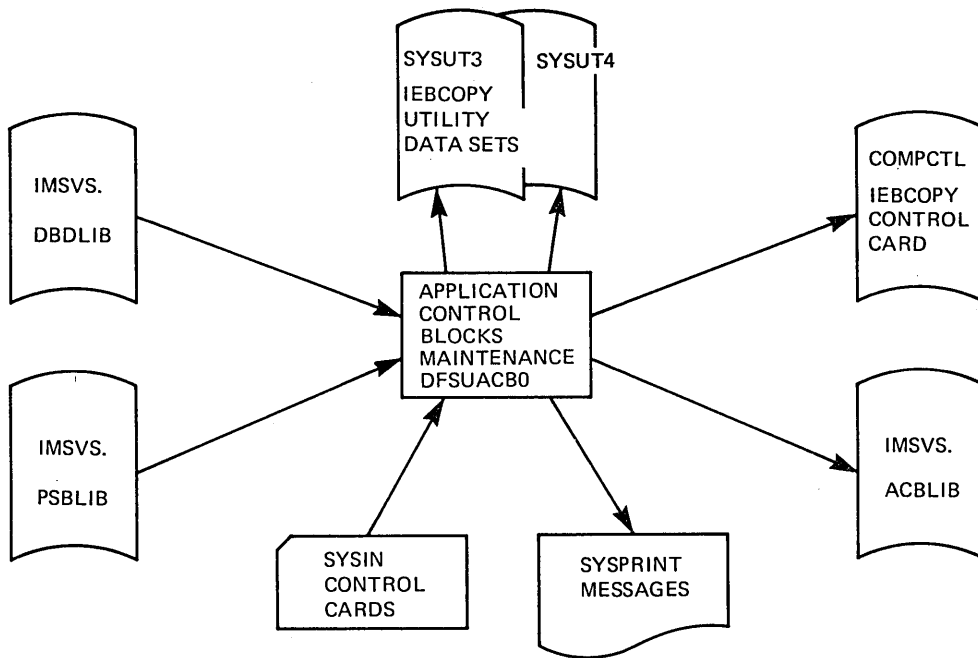 SYSUT3
IEBCOPY
UTILITY
DATA SETS
SYSUT4
IMSVS.
DBDLIB
COMPCTL
IEBCOPY
CONTROL
CARD
APPLICATION
CONTROL
BLOCKS
MAINTENANCE
DFSUACB0
IMSVS.
PSBLIB
IMSVS.
ACBLIB
SYSIN
CONTROL
CARDS
SYSPRINT
MESSAGES